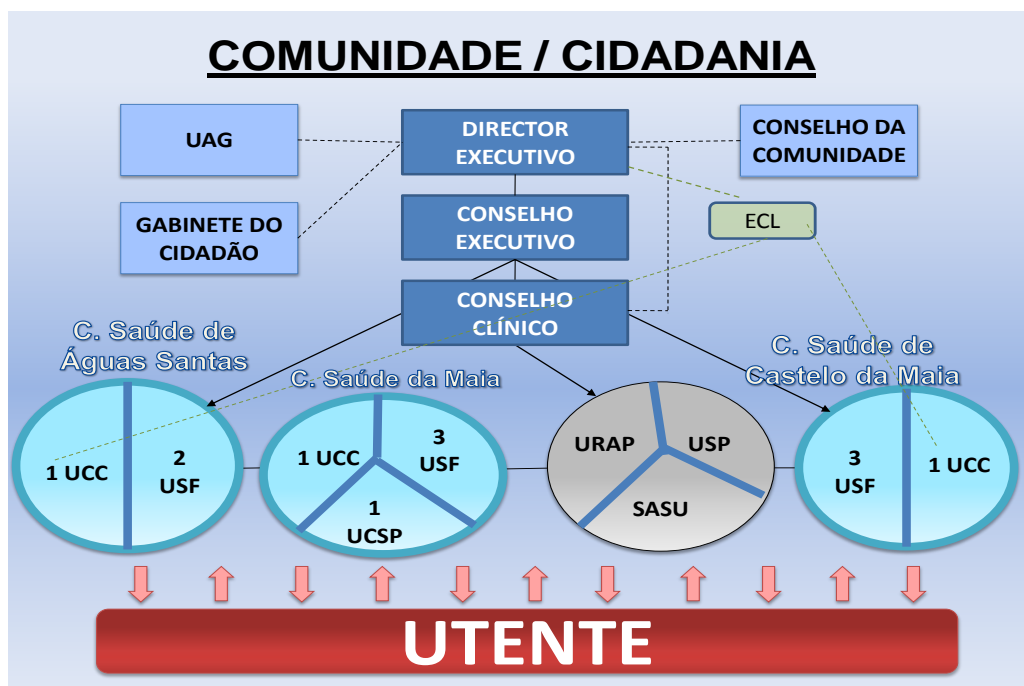 COMUNIDADE / CIDADANIA
UAG
DIRECTOR
EXECUTIVO
CONSELHO DA
COMUNIDADE
GABINETE DO
CIDADÃO
CONSELHO
EXECUTIVO
ECL
CONSELHO
CLÍNICO
C. Saúde de
Águas Santas
C. Saúde da Maia
C. Saúde de
Castelo da Maia
1 UCC
2
USF
1 UCC
3
USF
1
UCSP
URAP
USP
SASU
3
USF
1 UCC
UTENTE